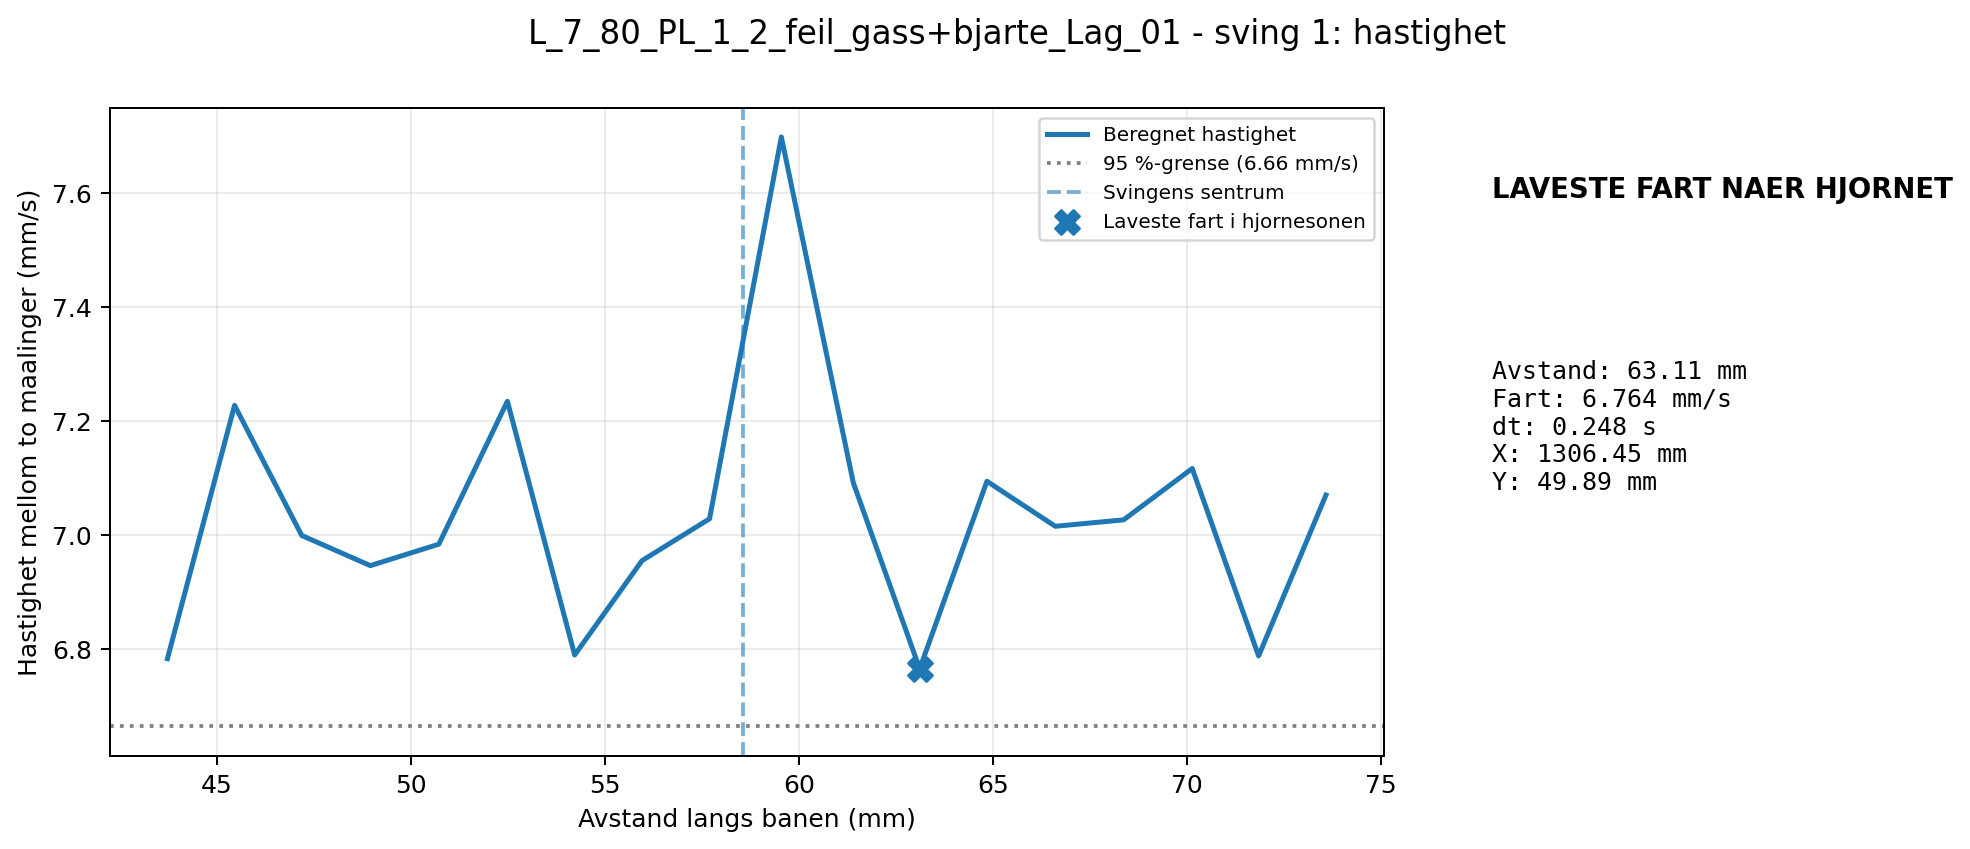 L_7_80_PL_1_2_feil_gass+bjarte_Lag_01 - sving 1: hastighet
Hastighet mellom to maalinger (mm/s)
7.6
7.4
7.2
7.0
6.8
45
50
55
60
65
70
75
Avstand langs banen (mm)
Beregnet hastighet
95 %-grense (6.66 mm/s)
Svingens sentrum
Laveste fart i hjornesonen
LAVESTE FART NAER HJORNET
Avstand: 63.11 mm
Fart: 6.764 mm/s
dt: 0.248 s
X: 1306.45 mm
Y: 49.89 mm